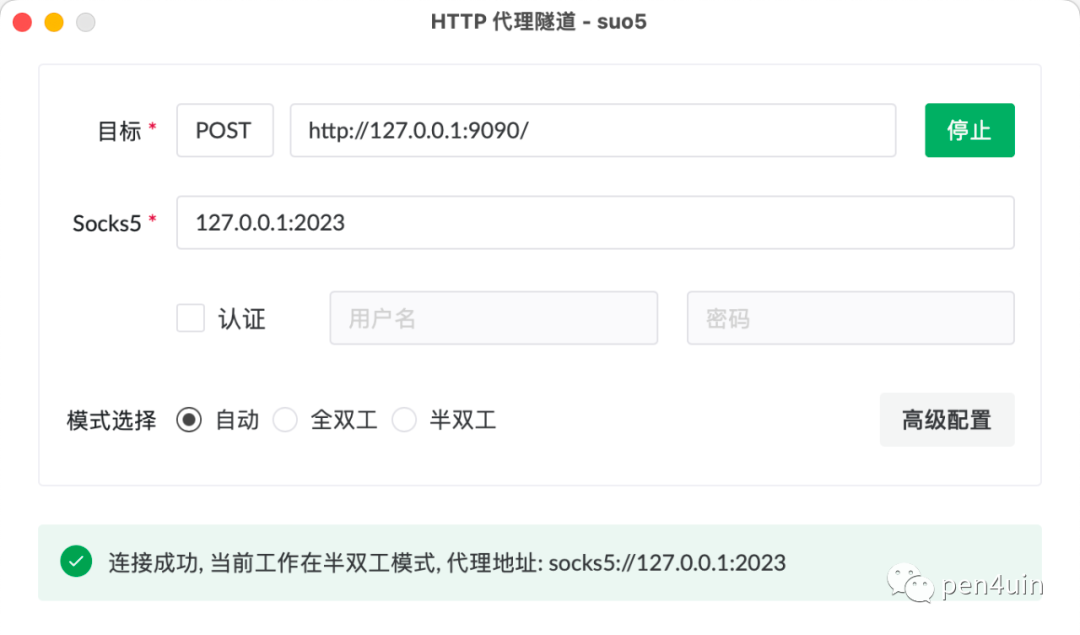 HTTP 代理隧道 - suo5
目标 * POST http://127.0.0.1:9090/ 停止
Socks5 * 127.0.0.1:2023
认证 用户名 密码
模式选择 自动 全双工 半双工 高级配置
连接成功, 当前工作在半双工模式, 代理地址: socks5://127.0.0.1:2023
pen4uin